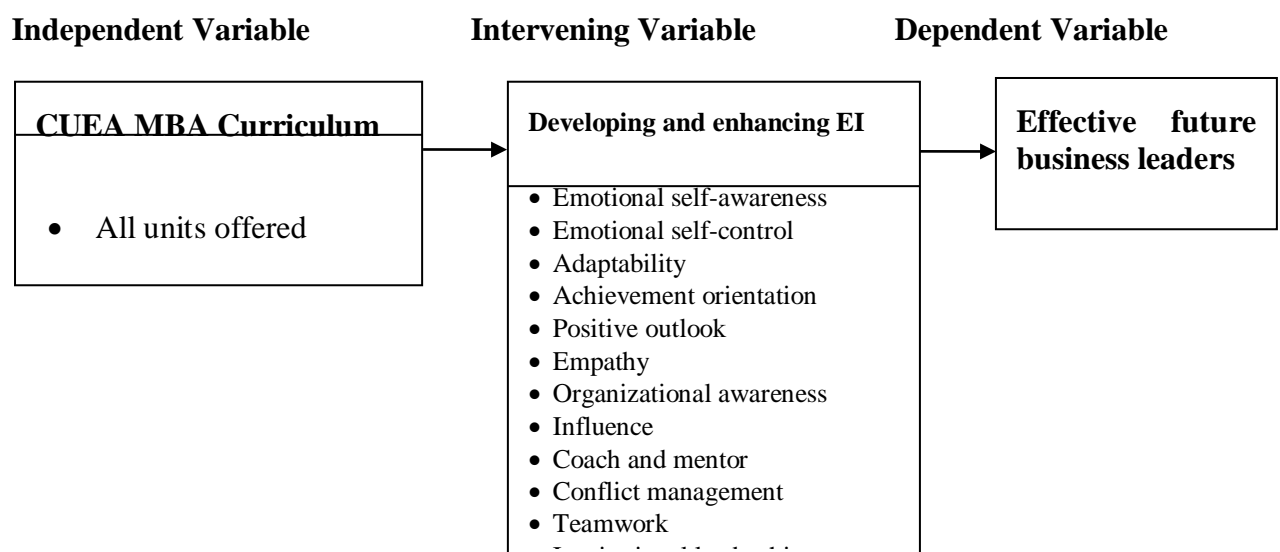 Independent Variable
Intervening Variable
Dependent Variable
CUEA MBA Curriculum
• All units offered
Developing and enhancing EI
• Emotional self-awareness
• Emotional self-control
• Adaptability
• Achievement orientation
• Positive outlook
• Empathy
• Organizational awareness
• Influence
• Coach and mentor
• Conflict management
• Teamwork
Effective future
business leaders